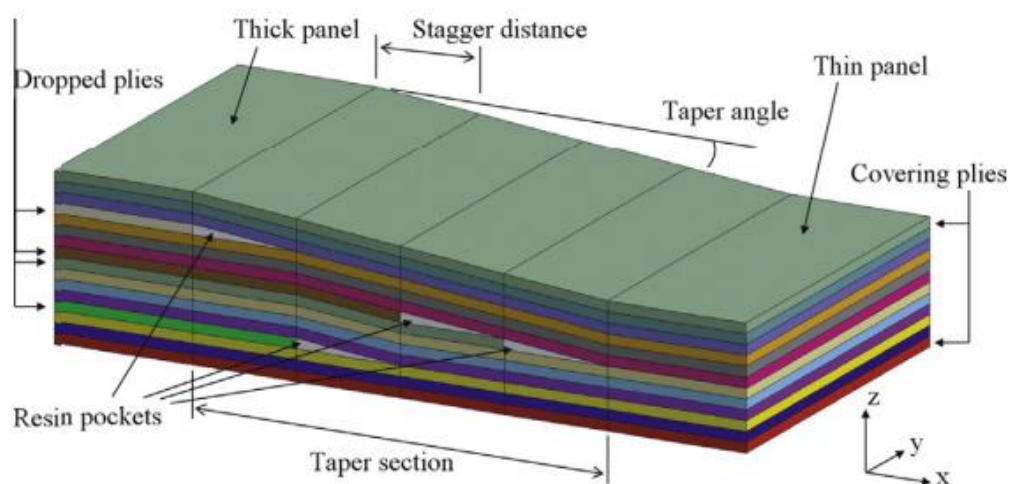 Thick panel
Stagger distance
Dropped plies
Thin panel
Taper angle
Covering plies
Resin pockets
Taper section
z
y
x